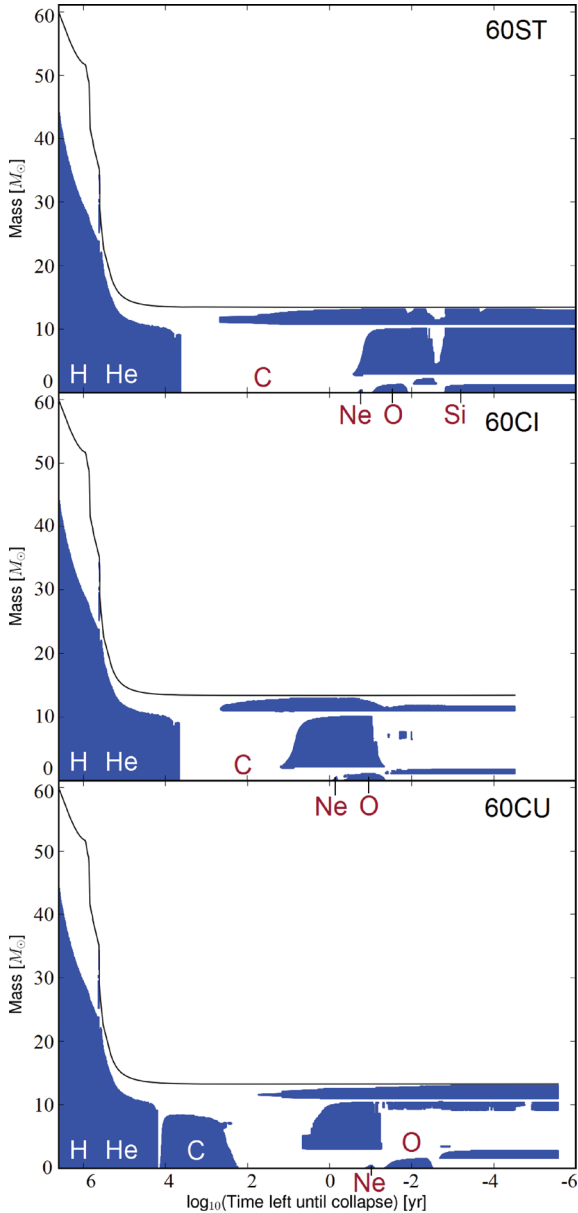 60
60ST
50
40
Mass [M⊙]
30
20
10
H He C
0
Ne O Si
60
60CI
50
40
Mass [M⊙]
30
20
10
H He C
0
Ne O
60
60CU
50
40
Mass [M⊙]
30
20
10
H He C O
0
Ne
6 4 2 0 -2 -4 -6
log₁₀(Time left until collapse) [yr]